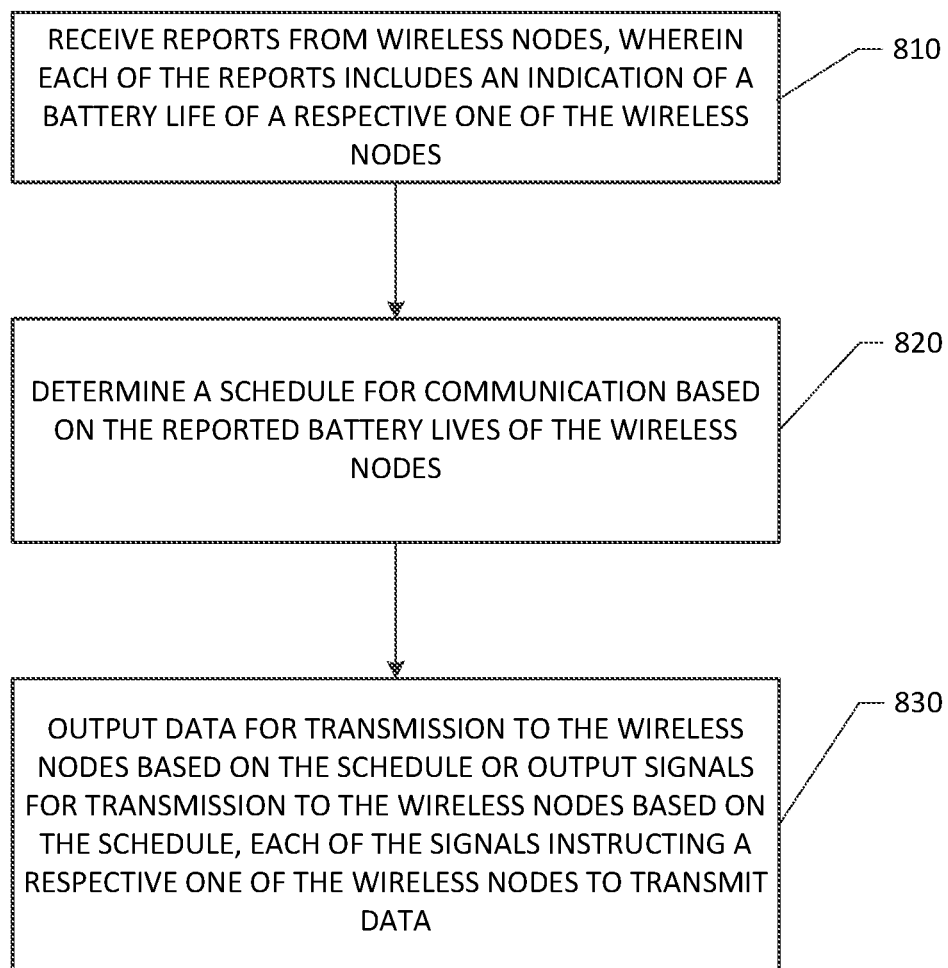 RECEIVE REPORTS FROM WIRELESS NODES, WHEREIN
EACH OF THE REPORTS INCLUDES AN INDICATION OF A
BATTERY LIFE OF A RESPECTIVE ONE OF THE WIRELESS
NODES
810
DETERMINE A SCHEDULE FOR COMMUNICATION BASED
ON THE REPORTED BATTERY LIVES OF THE WIRELESS
NODES
820
OUTPUT DATA FOR TRANSMISSION TO THE WIRELESS
NODES BASED ON THE SCHEDULE OR OUTPUT SIGNALS
FOR TRANSMISSION TO THE WIRELESS NODES BASED ON
THE SCHEDULE, EACH OF THE SIGNALS INSTRUCTING A
RESPECTIVE ONE OF THE WIRELESS NODES TO TRANSMIT
DATA
830